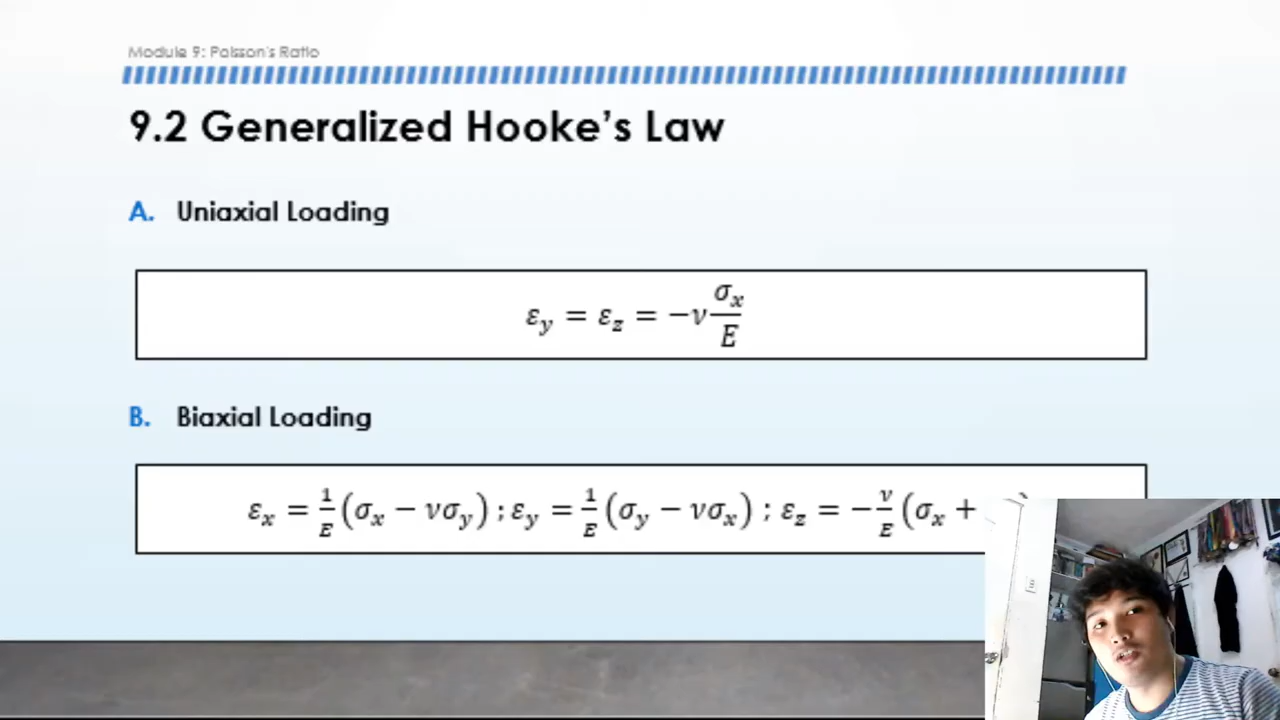 Module 9: Poisson's Ratio
9.2 Generalized Hooke's Law
A. Uniaxial Loading
εy = εz = −ν σx/E
B. Biaxial Loading
εx = 1/E (σx − νσy) ; εy = 1/E (σy − νσx) ; εz = −ν/E (σx +